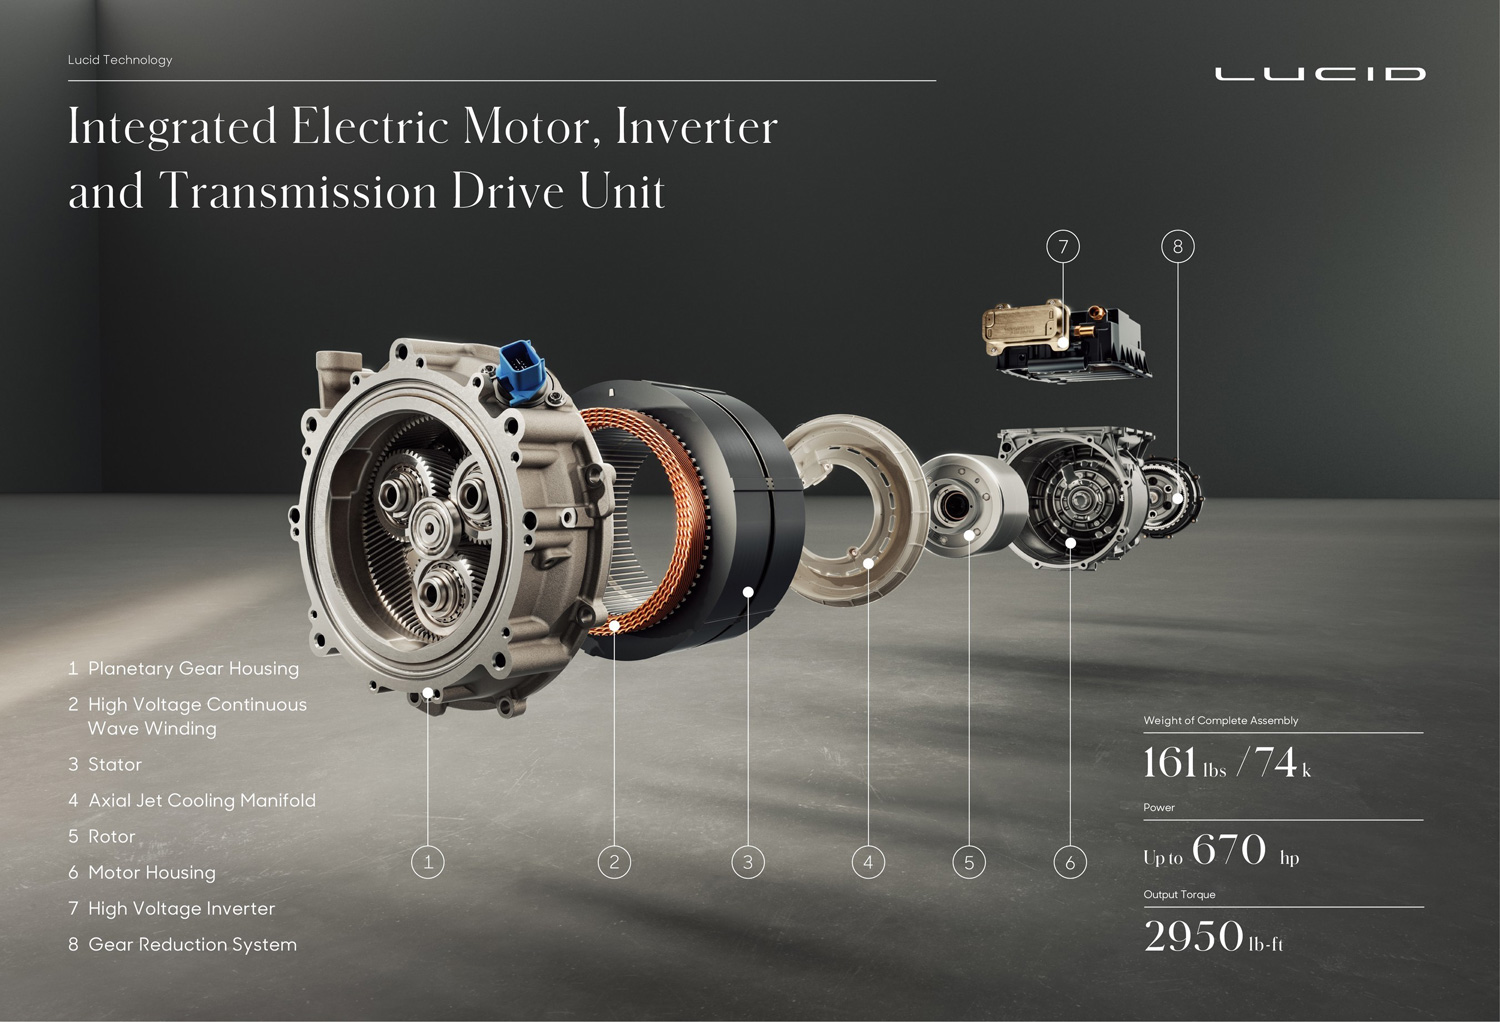 Lucid Technology
LUCID
Integrated Electric Motor, Inverter
and Transmission Drive Unit
7
8
1 Planetary Gear Housing
2 High Voltage Continuous
Wave Winding
3 Stator
4 Axial Jet Cooling Manifold
5 Rotor
6 Motor Housing
7 High Voltage Inverter
8 Gear Reduction System
1
2
3
4
5
6
Weight of Complete Assembly
161 lbs / 74 k
Power
Up to 670 hp
Output Torque
2950 lb-ft